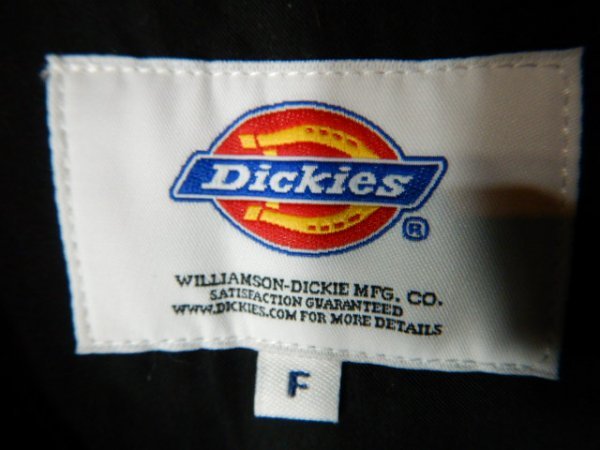 Dickies
®
WILLIAMSON-DICKIE MFG. CO.
SATISFACTION GUARANTEED
WWW.DICKIES.COM FOR MORE DETAILS
F